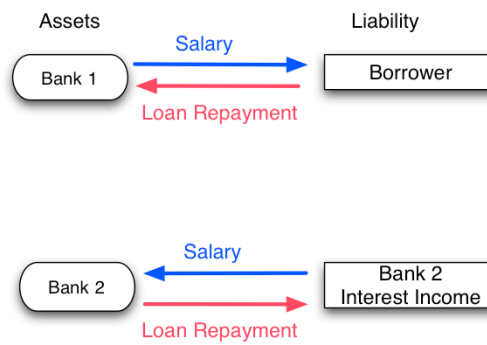 Assets
Liability
Salary
Bank 1
Borrower
Loan Repayment
Salary
Bank 2
Bank 2
Interest Income
Loan Repayment